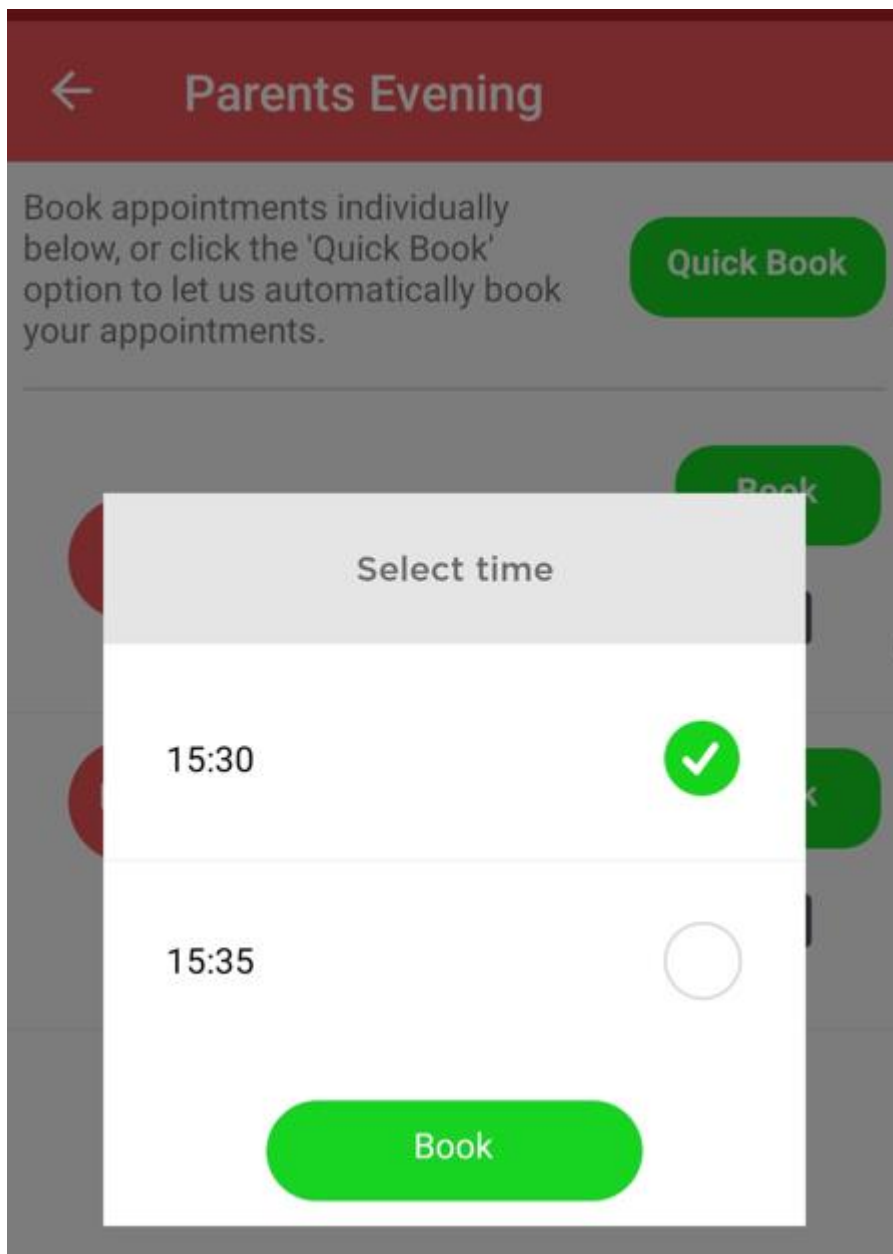 Parents Evening
Book appointments individually
below, or click the 'Quick Book'
option to let us automatically book
your appointments.
Quick Book
Book
Select time
15:30
15:35
Book